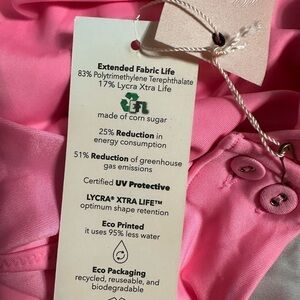 Extended Fabric Life
83% Polytrimethylene Terephthalate
17% Lycra Xtra Life
made of corn sugar
25% Reduction in
energy consumption
51% Reduction of greenhouse
gas emissions
Certified UV Protective
LYCRA® XTRA LIFE™
optimum shape retention
Eco Printed
it uses 95% less water
Eco Packaging
recycled, reuseable, and
biodegradable